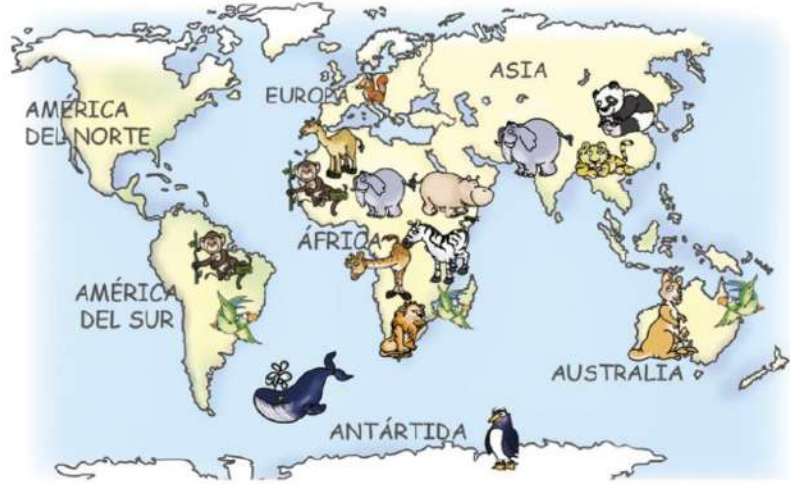 ASIA
EUROPA
AMÉRICA
DEL NORTE
ÁFRICA
AMÉRICA
DEL SUR
AUSTRALIA
ANTÁRTIDA